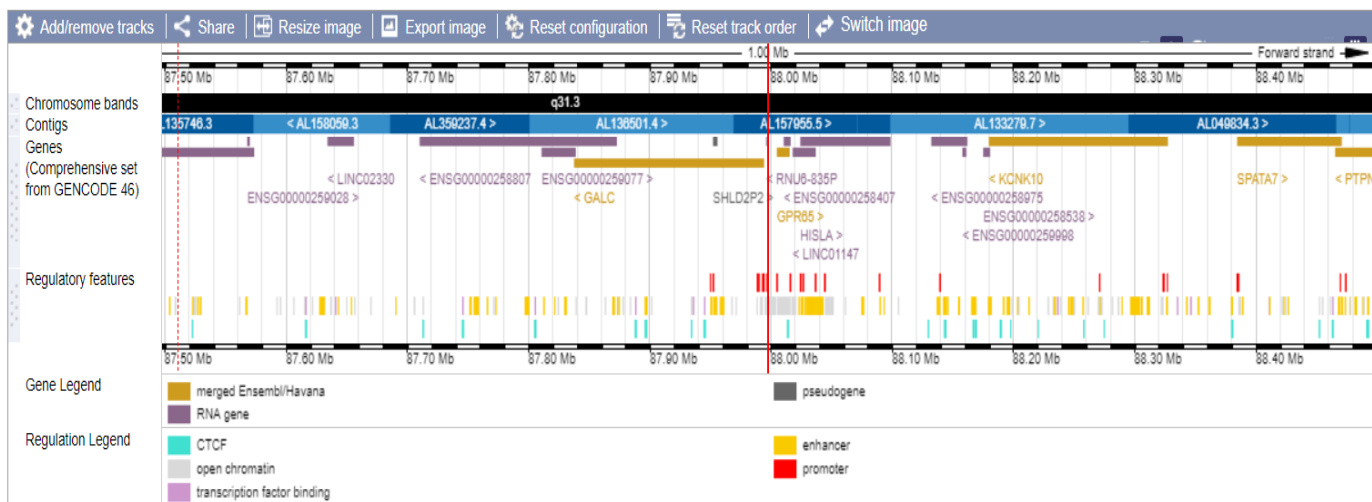 Add/remove tracks Share Resize image Export image Reset configuration Reset track order Switch image
1.00 Mb Forward strand
87.50 Mb 87.60 Mb 87.70 Mb 87.80 Mb 87.90 Mb 88.00 Mb 88.10 Mb 88.20 Mb 88.30 Mb 88.40 Mb
Chromosome bands q31.3
Contigs L135746.3 < AL158059.3 AL359237.4 > AL136501.4 > AL157955.5 > AL133279.7 > AL049834.3 >
Genes
(Comprehensive set
from GENCODE 46)
< LINC02330 < ENSG00000258807 ENSG00000259077 > < RNU6-835P < KCNK10 SPATA7 > < PTPN
ENSG00000259028 > < GALC SHLD2P2 > < ENSG00000258407 < ENSG00000258975
GPR65 > ENSG00000258538 >
HISLA > < ENSG00000259998
< LINC01147
Regulatory features
87.50 Mb 87.60 Mb 87.70 Mb 87.80 Mb 87.90 Mb 88.00 Mb 88.10 Mb 88.20 Mb 88.30 Mb 88.40 Mb
Gene Legend merged Ensembl/Havana pseudogene
RNA gene
Regulation Legend CTCF enhancer
open chromatin promoter
transcription factor binding